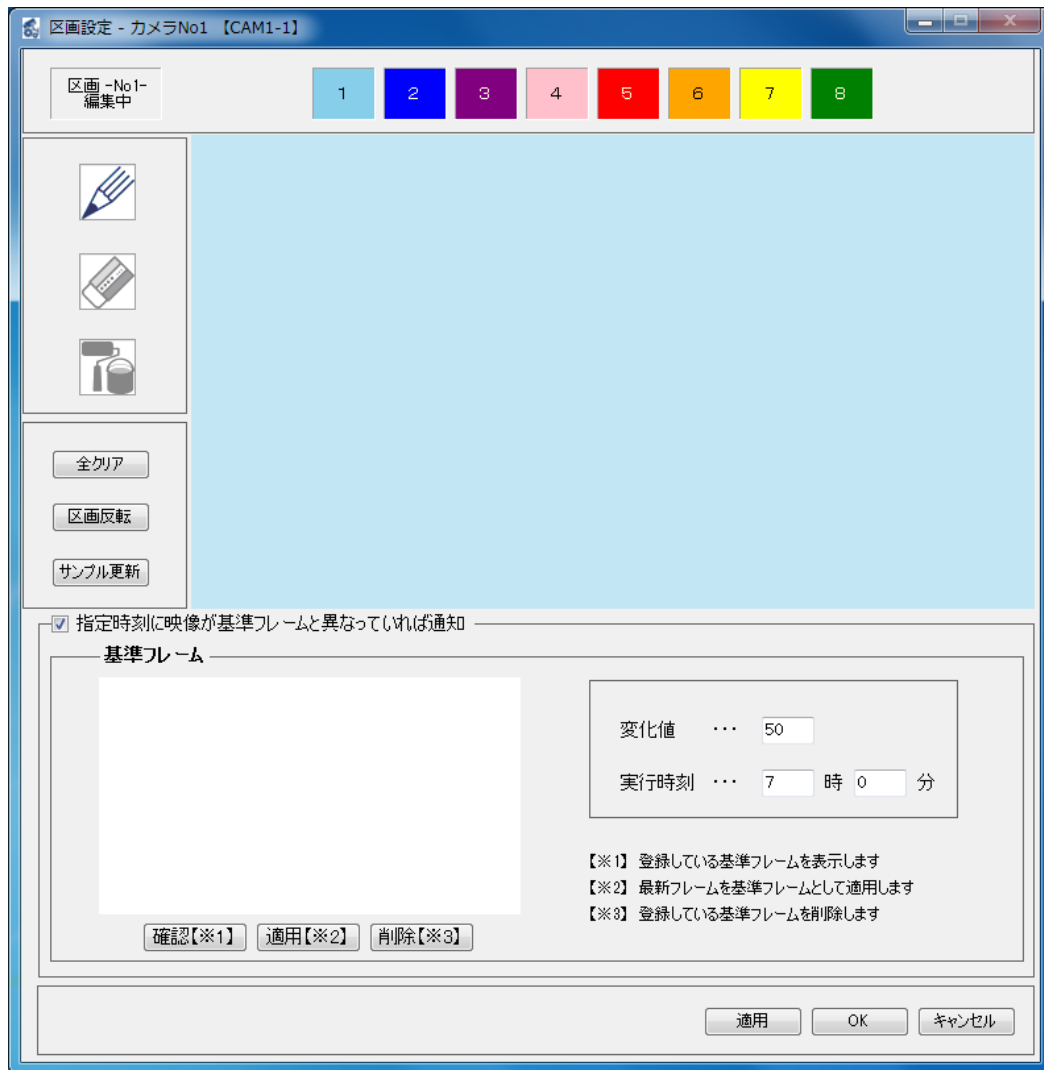 区画設定 - カメラNo1 【CAM1-1】
区画 -No1-
編集中
1 2 3 4 5 6 7 8
全クリア
区画反転
サンプル更新
指定時刻に映像が基準フレームと異なっていれば通知
基準フレーム
変化値 ・・・ 50
実行時刻 ・・・ 7 時 0 分
【※1】 登録している基準フレームを表示します
【※2】 最新フレームを基準フレームとして適用します
【※3】 登録している基準フレームを削除します
確認【※1】 適用【※2】 削除【※3】
適用 OK キャンセル